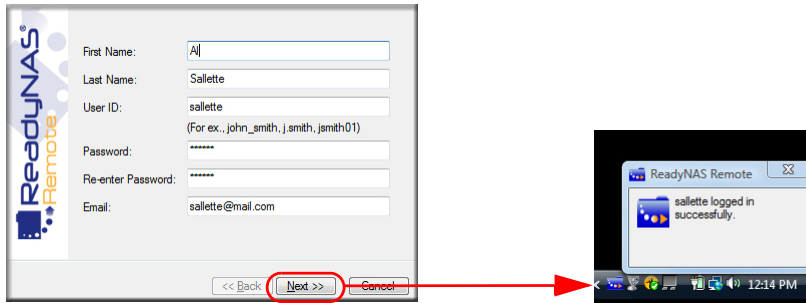 ReadyNAS®
Remote
First Name: Al
Last Name: Sallette
User ID: sallette
(For ex., john_smith, j.smith, jsmith01)
Password: ******
Re-enter Password: ******
Email: sallette@mail.com
<< Back Next >> Cancel
ReadyNAS Remote
sallette logged in
successfully.
12:14 PM